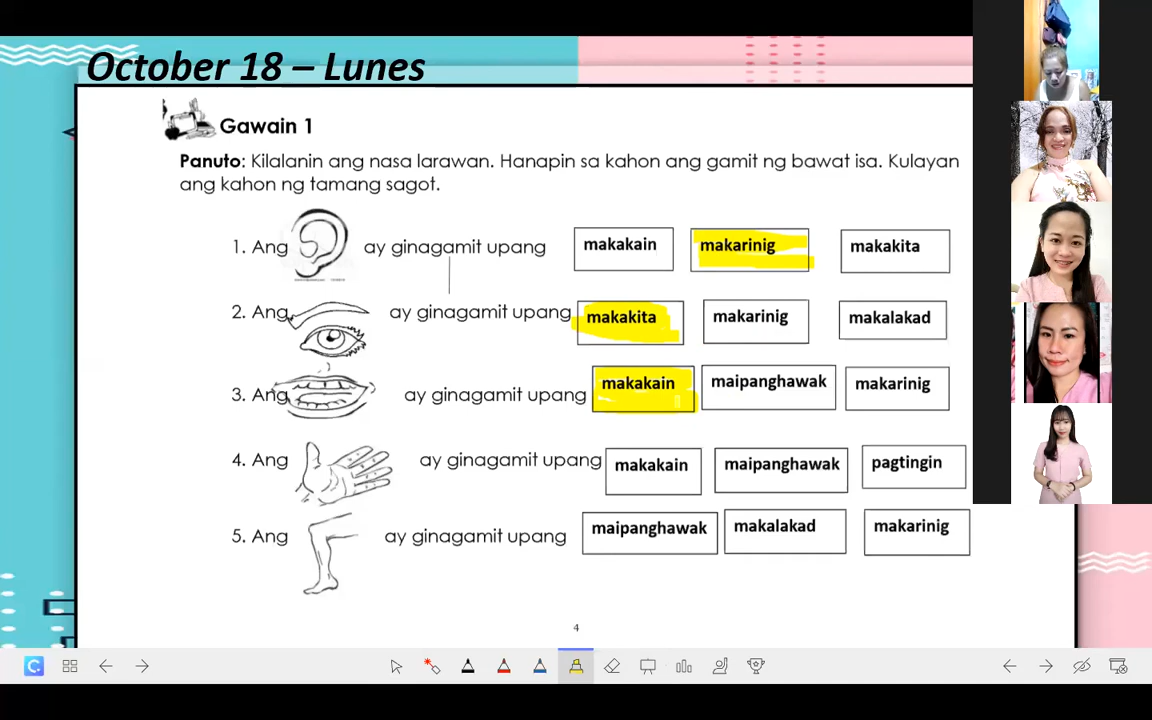 October 18 – Lunes
Gawain 1
Panuto: Kilalanin ang nasa larawan. Hanapin sa kahon ang gamit ng bawat isa. Kulayan
ang kahon ng tamang sagot.
1. Ang ay ginagamit upang makakain makarinig makakita
2. Ang ay ginagamit upang makakita makarinig makalakad
3. Ang ay ginagamit upang makakain maipanghawak makarinig
4. Ang ay ginagamit upang makakain maipanghawak pagtingin
5. Ang ay ginagamit upang maipanghawak makalakad makarinig
4